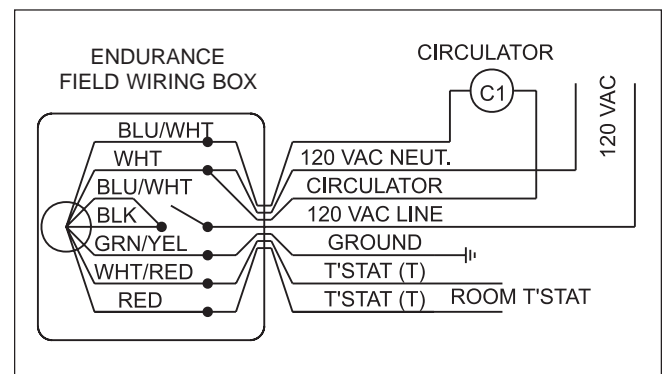 ENDURANCE
FIELD WIRING BOX
CIRCULATOR
C1
120 VAC
BLU/WHT
WHT
120 VAC NEUT.
BLU/WHT
CIRCULATOR
BLK
120 VAC LINE
GRN/YEL
GROUND
WHT/RED
T'STAT (T)
RED
T'STAT (T)
ROOM T'STAT